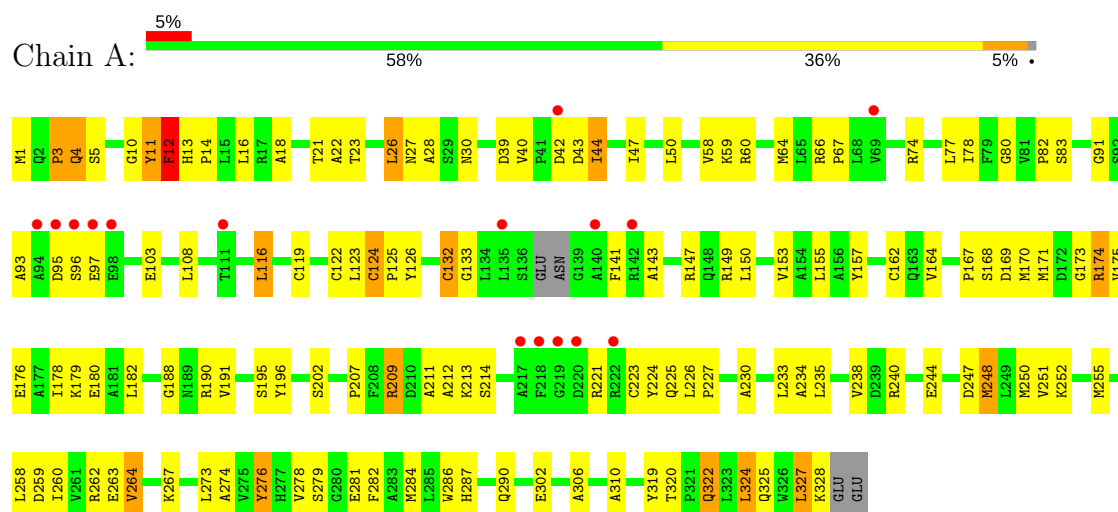 5%
Chain A:
58% 36% 5% •
M1 Q2 P3 Q4 S5 G10 Y11 F12 H13 P14 L15 L16 R17 A18 T21 A22 T23 L26 N27 A28 S29 N30 D39 V40 P41 D42 D43 I44 I47 L50 V58 K59 R60 M64 L65 R66 P67 L68 V69 R74 L77 I78 F79 G80 V81 P82 S83 G91 S92
A93 A94 D95 S96 E97 E98 E103 L108 T111 L116 C119 C122 L123 C124 P125 Y126 C132 G133 L134 L135 S136 GLU ASN G139 A140 F141 R142 A143 R147 Q148 R149 L150 V153 A154 L155 A156 Y157 C162 Q163 V164 P167 S168 D169 M170 M171 D172 G173 R174 V175
E176 A177 I178 K179 E180 A181 L182 G188 N189 R190 V191 S195 Y196 S202 P207 F208 R209 D210 A211 A212 K213 S214 A217 F218 G219 D220 R221 R222 C223 Y224 Q225 L226 P227 A230 L233 A234 L235 V238 D239 R240 E244 D247 M248 L249 M250 V251 K252 M255
L258 D259 I260 V261 R262 E263 V264 K267 L273 A274 V275 Y276 H277 V278 S279 G280 E281 F282 A283 M284 L285 W286 H287 Q290 E302 A306 A310 Y319 T320 P321 Q322 L323 L324 Q325 W326 L327 K328 GLU GLU